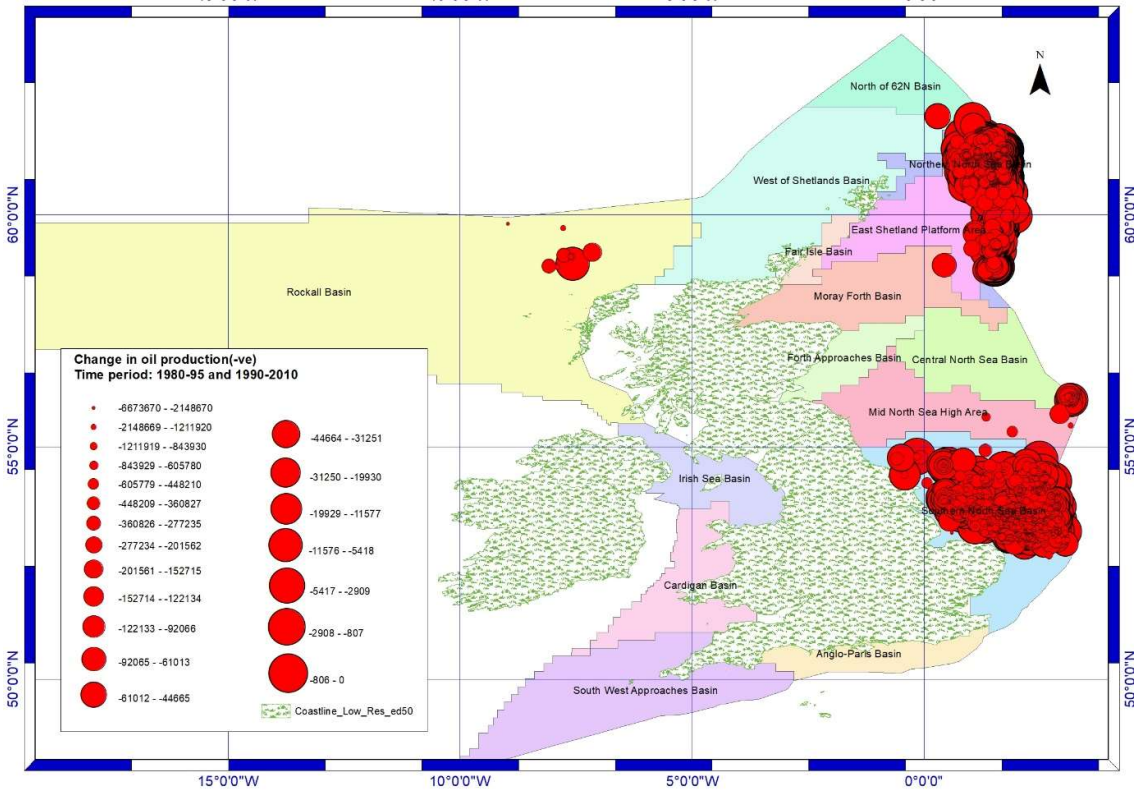 N
North of 62N Basin
Northern North Sea Basin
West of Shetlands Basin
60°0'0"N
60°0'0"N
East Shetland Platform Area
Fair Isle Basin
Rockall Basin
Moray Forth Basin
Change in oil production(-ve)
Time period: 1980-95 and 1990-2010
Forth Approaches Basin
Central North Sea Basin
Mid North Sea High Area
-6673670 - -2148670
-2148669 - -1211920
-1211919 - -843930
-843929 - -605780
-605779 - -448210
-448209 - -360827
-360826 - -277235
-277234 - -201562
-201561 - -152715
-152714 - -122134
-122133 - -92066
-92065 - -61013
-61012 - -44665
-44664 - -31251
-31250 - -19930
-19929 - -11577
-11576 - -5418
-5417 - -2909
-2908 - -807
-806 - 0
Coastline_Low_Res_ed50
55°0'0"N
55°0'0"N
Irish Sea Basin
Southern North Sea Basin
Cardigan Basin
Anglo-Paris Basin
South West Approaches Basin
50°0'0"N
50°0'0"N
15°0'0"W
10°0'0"W
5°0'0"W
0°0'0"